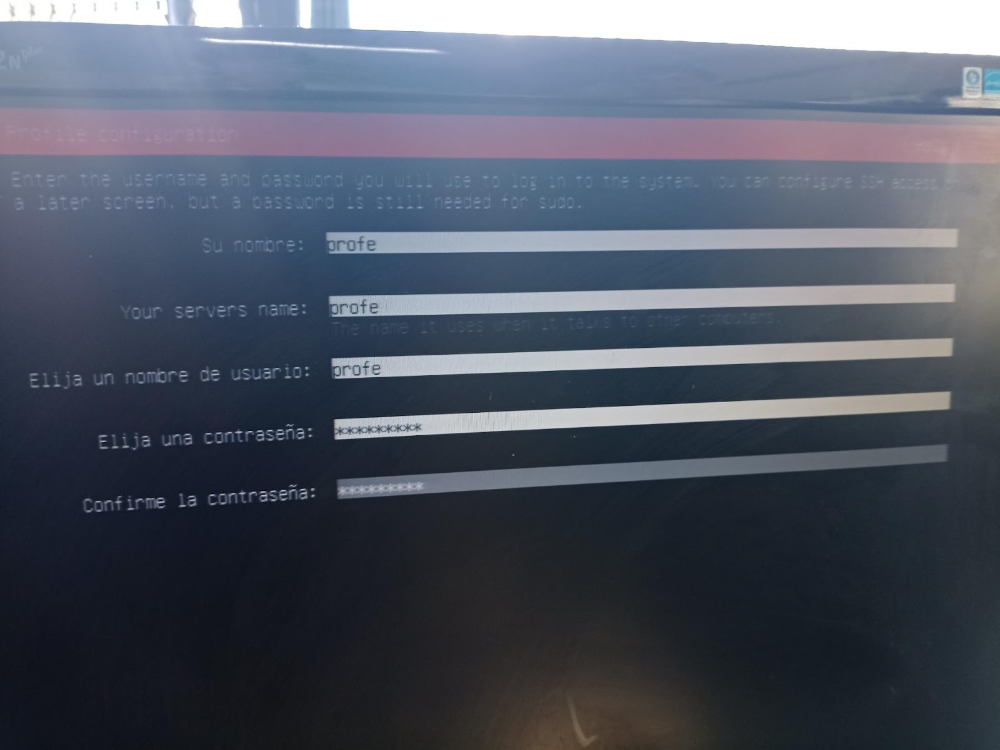 2N plus
Profile configuration
Enter the username and password you will use to log in to the system. You can configure SSH access on
a later screen, but a password is still needed for sudo.
Su nombre: profe
Your servers name: profe
The name it uses when it talks to other computers.
Elija un nombre de usuario: profe
Elija una contraseña: *********
Confirme la contraseña: *********